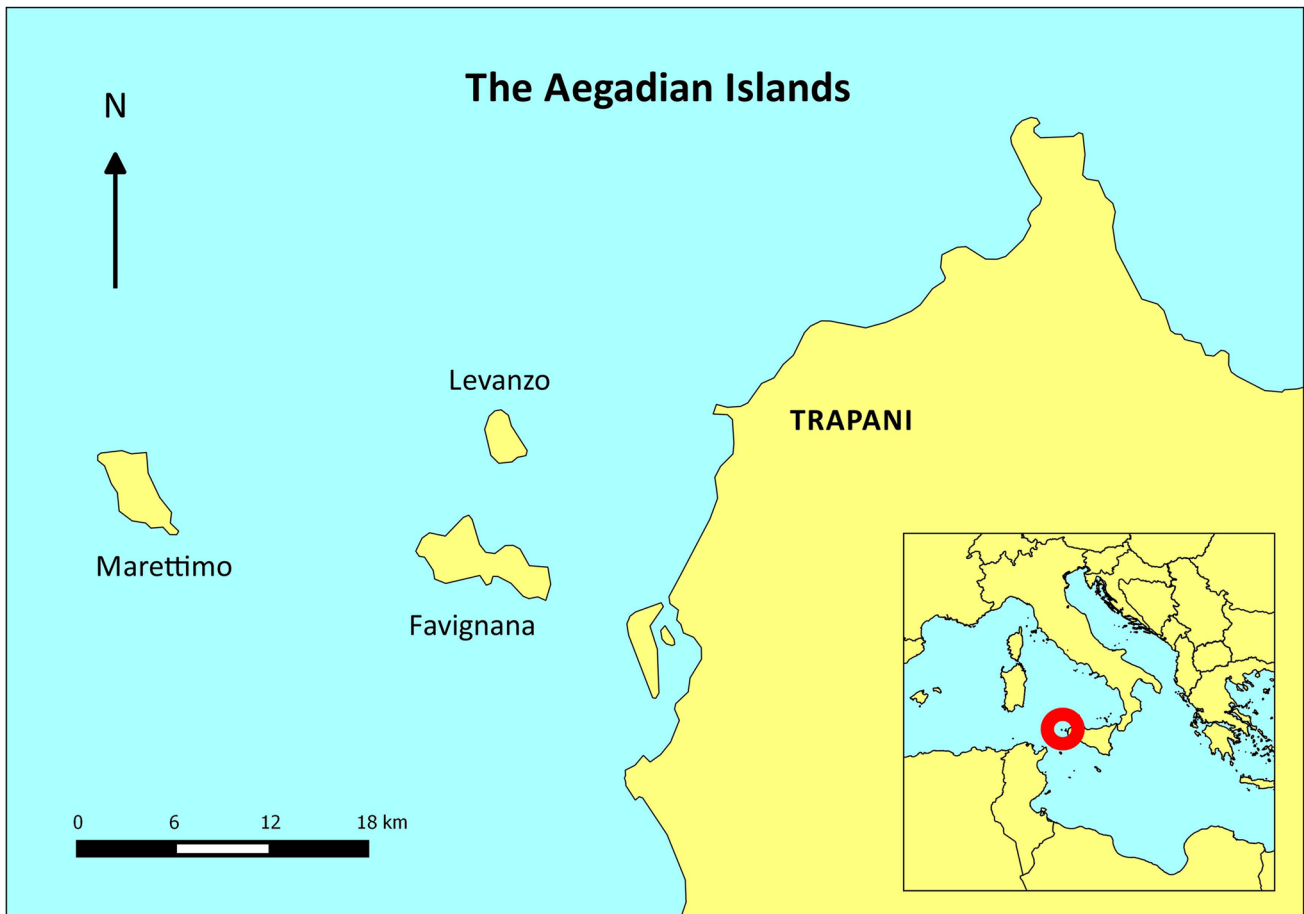 The Aegadian Islands
N
Levanzo
TRAPANI
Marettimo
Favignana
0 6 12 18 km